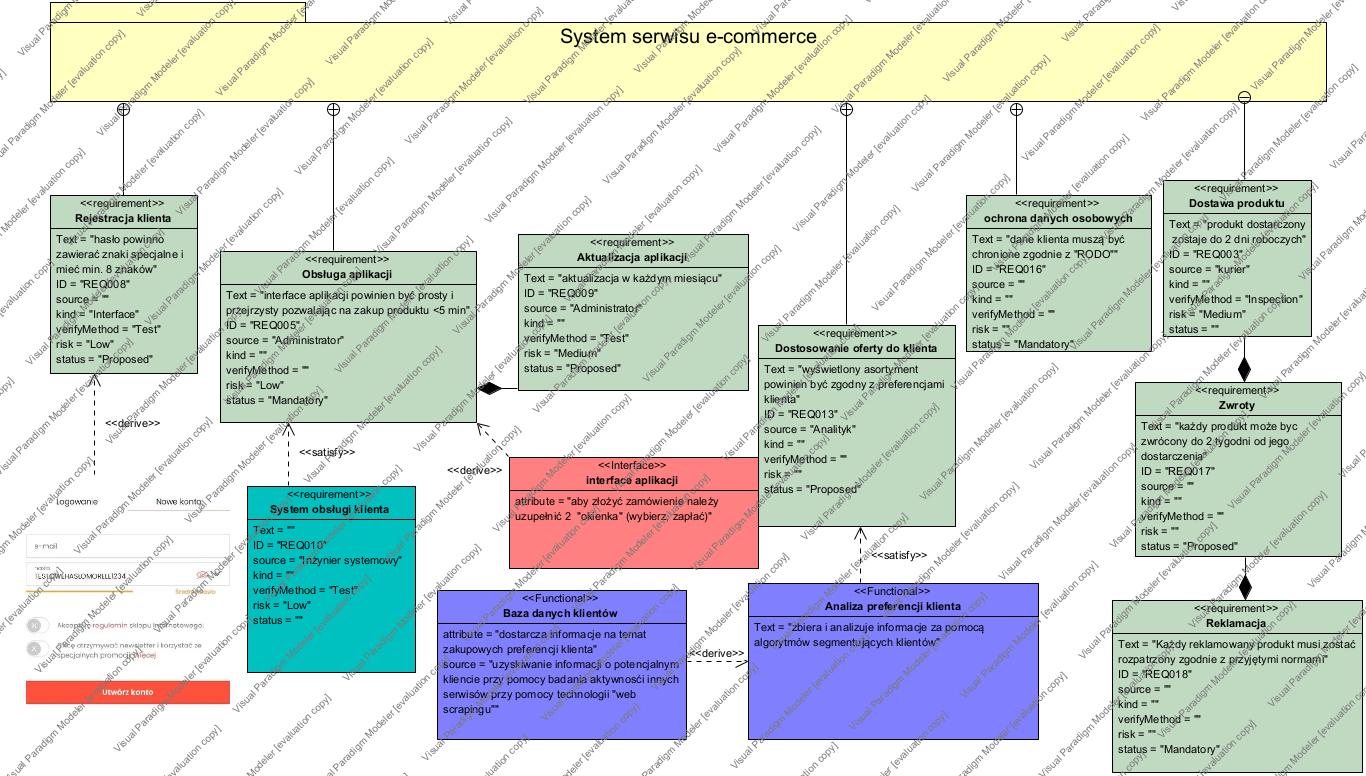 System serwisu e-commerce
<<requirement>>
Rejestracja klienta
Text = "hasło powinno
zawierać znaki specjalne i
mieć min. 8 znaków"
ID = "REQ008"
source = ""
kind = "Interface"
verifyMethod = "Test"
risk = "Low"
status = "Proposed"
<<requirement>>
Obsługa aplikacji
Text = "interface aplikacji powinien być prosty i
przejrzysty pozwalając na zakup produktu <5 min"
ID = "REQ005"
source = "Administrator"
kind = ""
verifyMethod = ""
risk = "Low"
status = "Mandatory"
<<requirement>>
Aktualizacja aplikacji
Text = "aktualizacja w każdym miesiącu"
ID = "REQ009"
source = "Administrator"
kind = ""
verifyMethod = "Test"
risk = "Medium"
status = "Proposed"
<<requirement>>
Dostosowanie oferty do klienta
Text = "wyświetlony asortyment
powinien być zgodny z preferencjami
klienta"
ID = "REQ013"
source = "Analityk"
kind = ""
verifyMethod = ""
risk = ""
status = "Proposed"
<<requirement>>
ochrona danych osobowych
Text = "dane klienta muszą być
chronione zgodnie z "RODO""
ID = "REQ016"
source = ""
kind = ""
verifyMethod = ""
risk = ""
status = "Mandatory"
<<requirement>>
Dostawa produktu
Text = "produkt dostarczony
zostaje do 2 dni roboczych"
ID = "REQ003"
source = "kurier"
kind = ""
verifyMethod = "Inspection"
risk = "Medium"
status = ""
<<requirement>>
Zwroty
Text = "każdy produkt może być
zwrócony do 2 tygodni od jego
dostarczenia"
ID = "REQ017"
source = ""
kind = ""
verifyMethod = ""
risk = ""
status = "Proposed"
<<requirement>>
Reklamacja
Text = "Każdy reklamowany produkt musi zostać
rozpatrzony zgodnie z przyjętymi normami"
ID = "REQ018"
source = ""
kind = ""
verifyMethod = ""
risk = ""
status = "Mandatory"
<<derive>>
<<satisfy>>
<<derive>>
<<satisfy>>
<<derive>>
<<requirement>>
System obsługi klienta
Text = ""
ID = "REQ010"
source = "Inżynier systemowy"
kind = ""
verifyMethod = "Test"
risk = "Low"
status = ""
<<Interface>>
interface aplikacji
attribute = "aby złożyć zamówienie należy
uzupełnić 2 "okienka" (wybierz, zapłać)"
<<Functional>>
Baza danych klientów
attribute = "dostarcza informacje na temat
zakupowych preferencji klienta"
source = "uzyskiwanie informacji o potencjalnym
kliencie przy pomocy badania aktywnosći innych
serwisów przy pomocy technologii "web
scrapingu""
<<Functional>>
Analiza preferencji klienta
Text = "zbiera i analizuje informacje za pomocą
algorytmów segmentujących klientów"
Logowanie
Nowe konto
e-mail
hasło
TESTOWEHASLOMORELE1234
Średnie hasło
Akceptuję regulamin sklepu internetowego.
Chcę otrzymywać newsletter i korzystać ze
specjalnych promocji. Więcej
Utwórz konto
Visual Paradigm Modeler [evaluation copy]